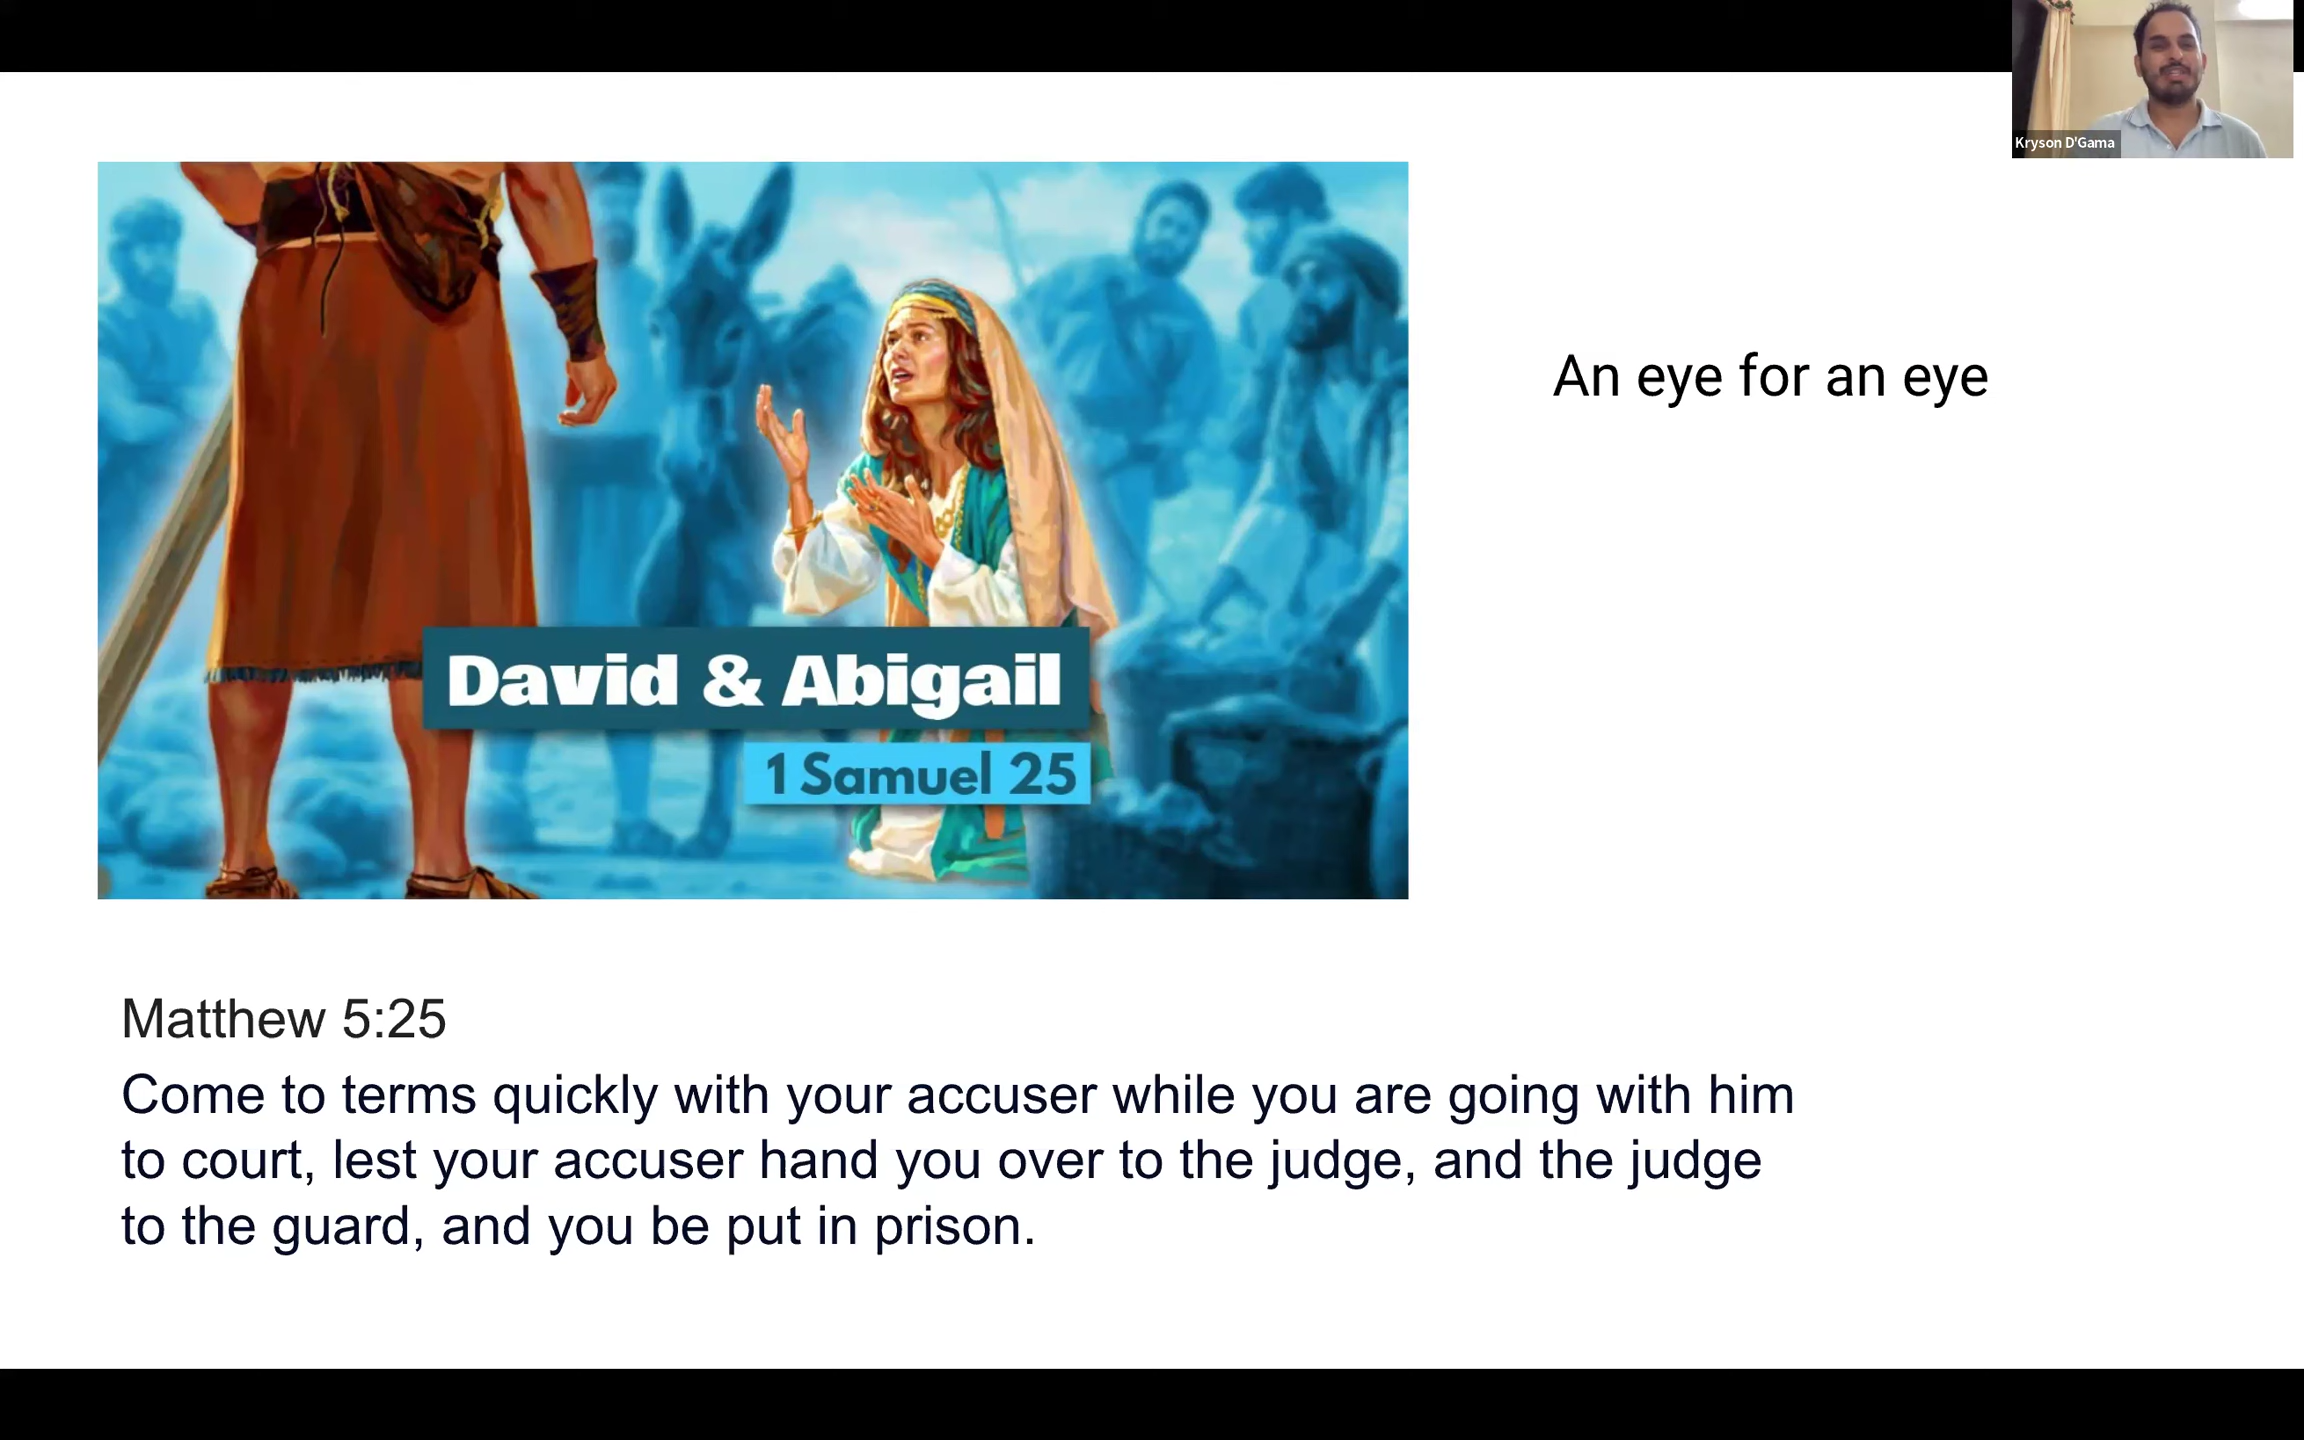 Kryson D'Gama
An eye for an eye
David & Abigail
1 Samuel 25
Matthew 5:25
Come to terms quickly with your accuser while you are going with him
to court, lest your accuser hand you over to the judge, and the judge
to the guard, and you be put in prison.